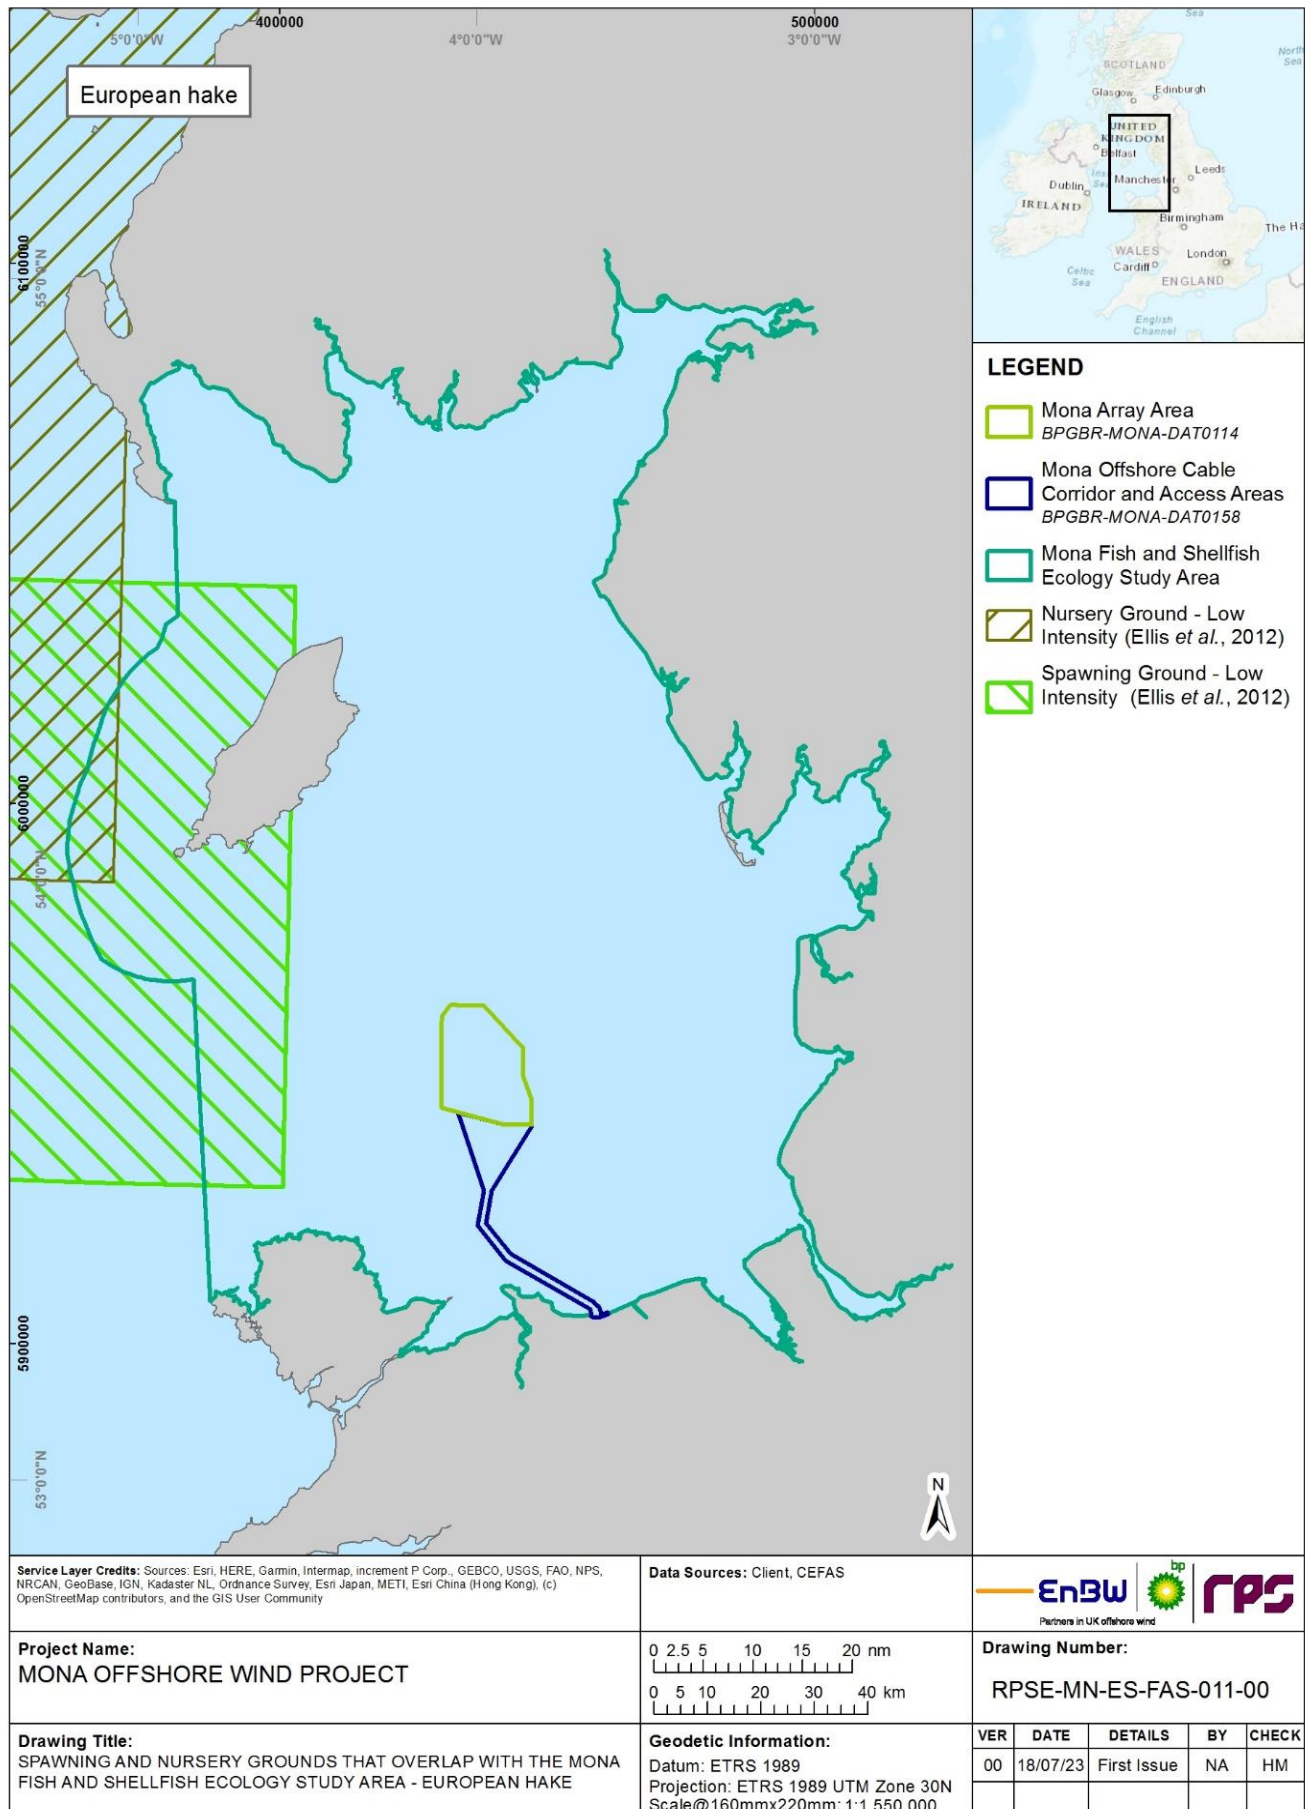 400000
500000
5°0'0"W
4°0'0"W
3°0'0"W
European hake
6100000
55°0'0"N
6000000
54°0'0"N
5900000
53°0'0"N
N
Sea
North
Sea
SCOTLAND
Glasgow
Edinburgh
UNITED
KINGDOM
Belfast
Leeds
Manchester
Dublin
IRELAND
Birmingham
The Ha
WALES
London
Cardiff
Celtic
Sea
ENGLAND
English
Channel
LEGEND
Mona Array Area
BPGBR-MONA-DAT0114
Mona Offshore Cable
Corridor and Access Areas
BPGBR-MONA-DAT0158
Mona Fish and Shellfish
Ecology Study Area
Nursery Ground - Low
Intensity (Ellis et al., 2012)
Spawning Ground - Low
Intensity (Ellis et al., 2012)
Service Layer Credits: Sources: Esri, HERE, Garmin, Intermap, increment P Corp., GEBCO, USGS, FAO, NPS,
NRCAN, GeoBase, IGN, Kadaster NL, Ordnance Survey, Esri Japan, METI, Esri China (Hong Kong), (c)
OpenStreetMap contributors, and the GIS User Community
Data Sources: Client, CEFAS
EnBW
bp
rps
Partners in UK offshore wind
Project Name:
MONA OFFSHORE WIND PROJECT
0 2.5 5 10 15 20 nm
0 5 10 20 30 40 km
Drawing Number:
RPSE-MN-ES-FAS-011-00
Drawing Title:
SPAWNING AND NURSERY GROUNDS THAT OVERLAP WITH THE MONA
FISH AND SHELLFISH ECOLOGY STUDY AREA - EUROPEAN HAKE
Geodetic Information:
Datum: ETRS 1989
Projection: ETRS 1989 UTM Zone 30N
Scale@160mmx220mm: 1:1,550,000
VER DATE DETAILS BY CHECK
00 18/07/23 First Issue NA HM